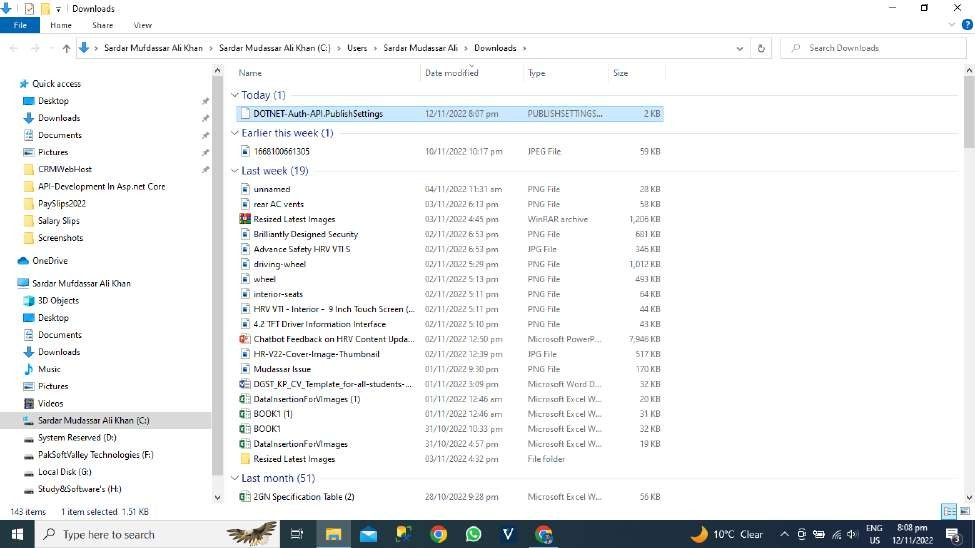 Downloads
File Home Share View
Sardar Mufdassar Ali Khan > Sardar Mudassar Ali Khan (C:) > Users > Sardar Mudassar Ali > Downloads >
Search Downloads
Quick access
Desktop
Downloads
Documents
Pictures
CRMWebHost
API-Development In Asp.net Core
PaySlips2022
Salary Slips
Screenshots
OneDrive
Sardar Mufdassar Ali Khan
3D Objects
Desktop
Documents
Downloads
Music
Pictures
Videos
Sardar Mudassar Ali Khan (C:)
System Reserved (D:)
PakSoftValley Technologies (F:)
Local Disk (G:)
Study&Software's (H:)
Name Date modified Type Size
Today (1)
DOTNET-Auth-API.PublishSettings 12/11/2022 8:07 pm PUBLISHSETTINGS... 2 KB
Earlier this week (1)
1668100661305 10/11/2022 10:17 pm JPEG File 59 KB
Last week (19)
unnamed 04/11/2022 11:31 am PNG File 28 KB
rear AC vents 03/11/2022 6:13 pm PNG File 58 KB
Resized Latest Images 03/11/2022 4:45 pm WinRAR archive 1,206 KB
Brilliantly Designed Security 02/11/2022 6:53 pm PNG File 681 KB
Advance Safety HRV VTI S 02/11/2022 6:53 pm JPG File 346 KB
driving-wheel 02/11/2022 5:29 pm PNG File 1,012 KB
wheel 02/11/2022 5:13 pm PNG File 493 KB
interior-seats 02/11/2022 5:11 pm PNG File 64 KB
HRV VTI - Interior - 9 Inch Touch Screen (... 02/11/2022 5:11 pm PNG File 44 KB
4.2 TFT Driver Information Interface 02/11/2022 5:10 pm PNG File 43 KB
Chatbot Feedback on HRV Content Upda... 02/11/2022 12:50 pm Microsoft PowerP... 7,946 KB
HR-V22-Cover-Image-Thumbnail 02/11/2022 12:39 pm JPG File 517 KB
Mudassar Issue 01/11/2022 9:30 pm PNG File 170 KB
DGST_KP_CV_Template_for-all-students-... 01/11/2022 3:09 pm Microsoft Word D... 32 KB
DataInsertionForVImages (1) 01/11/2022 12:46 am Microsoft Excel W... 20 KB
BOOK1 (1) 01/11/2022 12:46 am Microsoft Excel W... 31 KB
BOOK1 31/10/2022 10:33 pm Microsoft Excel W... 32 KB
DataInsertionForVImages 31/10/2022 4:57 pm Microsoft Excel W... 19 KB
Resized Latest Images 03/11/2022 4:32 pm File folder
Last month (51)
2GN Specification Table (2) 28/10/2022 9:28 pm Microsoft Excel W... 56 KB
143 items 1 item selected 1.51 KB
Type here to search
10°C Clear
ENG
US
8:08 pm
12/11/2022
3